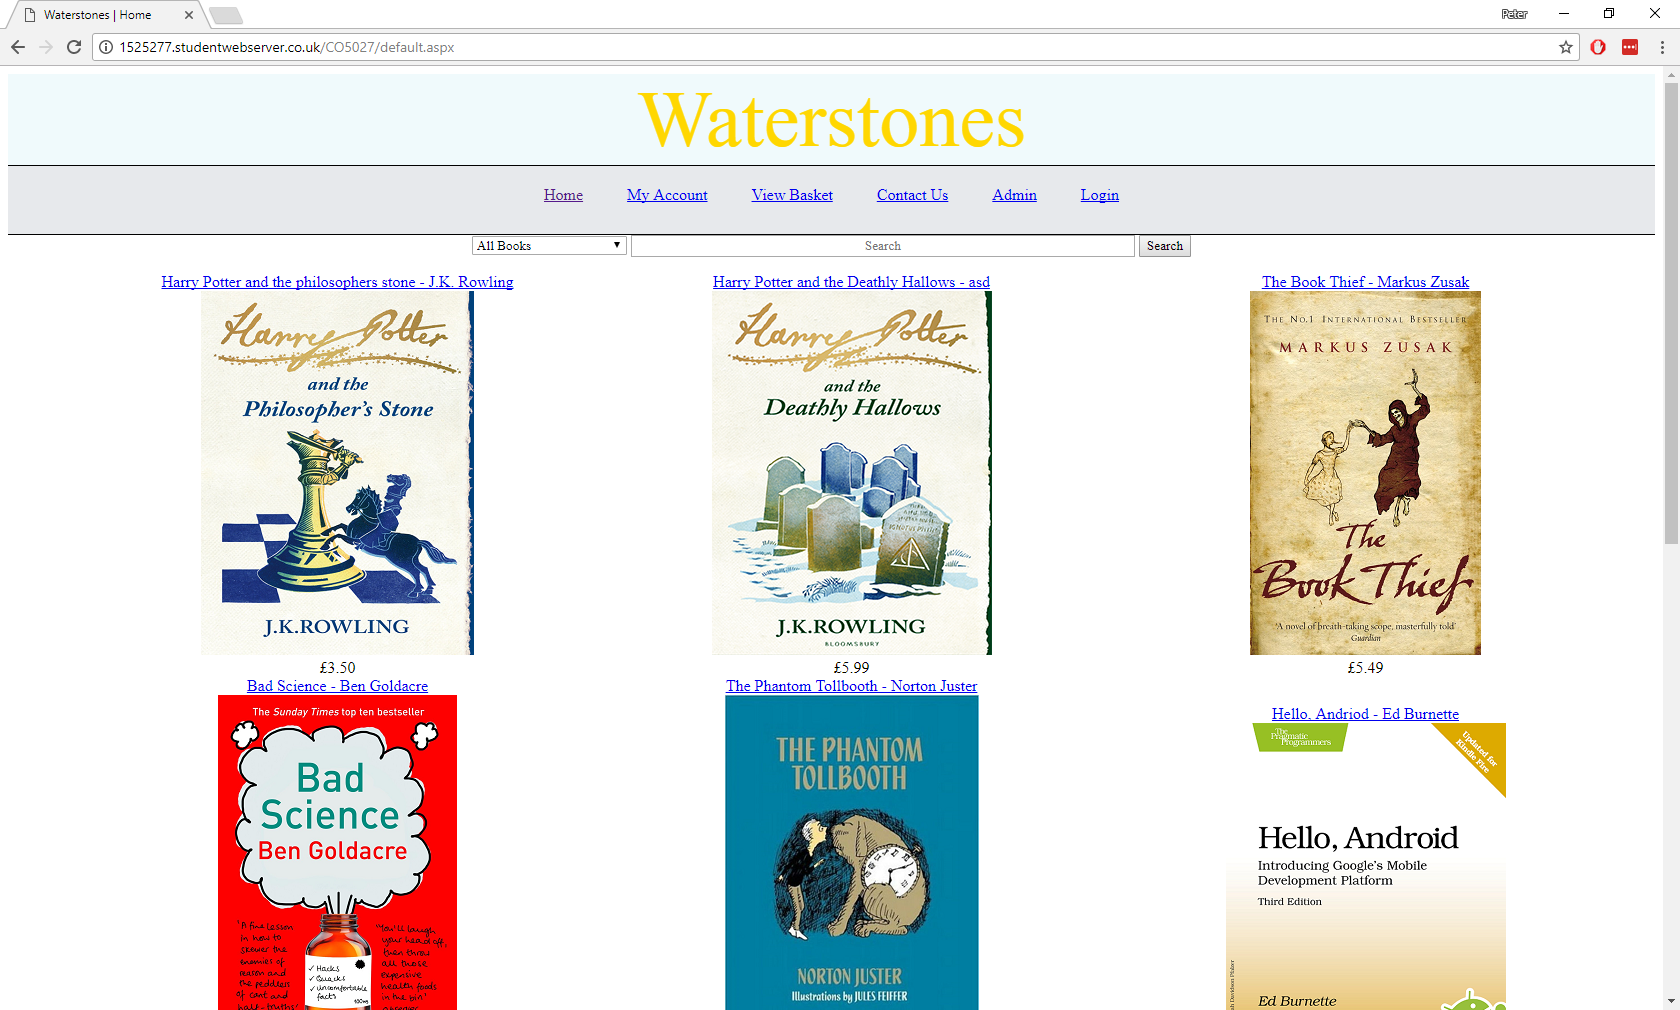 Waterstones | Home
Peter
1525277.studentwebserver.co.uk/CO5027/default.aspx
Waterstones
Home My Account View Basket Contact Us Admin Login
All Books Search Search
Harry Potter and the philosophers stone - J.K. Rowling
Harry Potter
and the
Philosopher's Stone
J.K.ROWLING
£3.50
Harry Potter and the Deathly Hallows - asd
Harry Potter
and the
Deathly Hallows
J.K.ROWLING
BLOOMSBURY
£5.99
The Book Thief - Markus Zusak
THE NO.1 INTERNATIONAL BESTSELLER
MARKUS ZUSAK
The
Book Thief
'A novel of breath-taking scope, masterfully told'
Guardian
£5.49
Bad Science - Ben Goldacre
The Sunday Times top ten bestseller
Bad
Science
Ben Goldacre
'A fine lesson
in how to
skewer the
enemies of
reason and
the peddlers
of cant and
half-truths'
✓ Hacks
✓ Quacks
✓ Uncomfortable
facts
100mg
'You'll laugh
your head off,
then throw
all those
expensive
health foods
in the bin'
The Phantom Tollbooth - Norton Juster
THE PHANTOM
TOLLBOOTH
NORTON JUSTER
Illustrations by JULES FEIFFER
Hello, Andriod - Ed Burnette
The
Pragmatic
Programmers
Updated for
Kindle Fire
Hello, Android
Introducing Google's Mobile
Development Platform
Third Edition
Ed Burnette